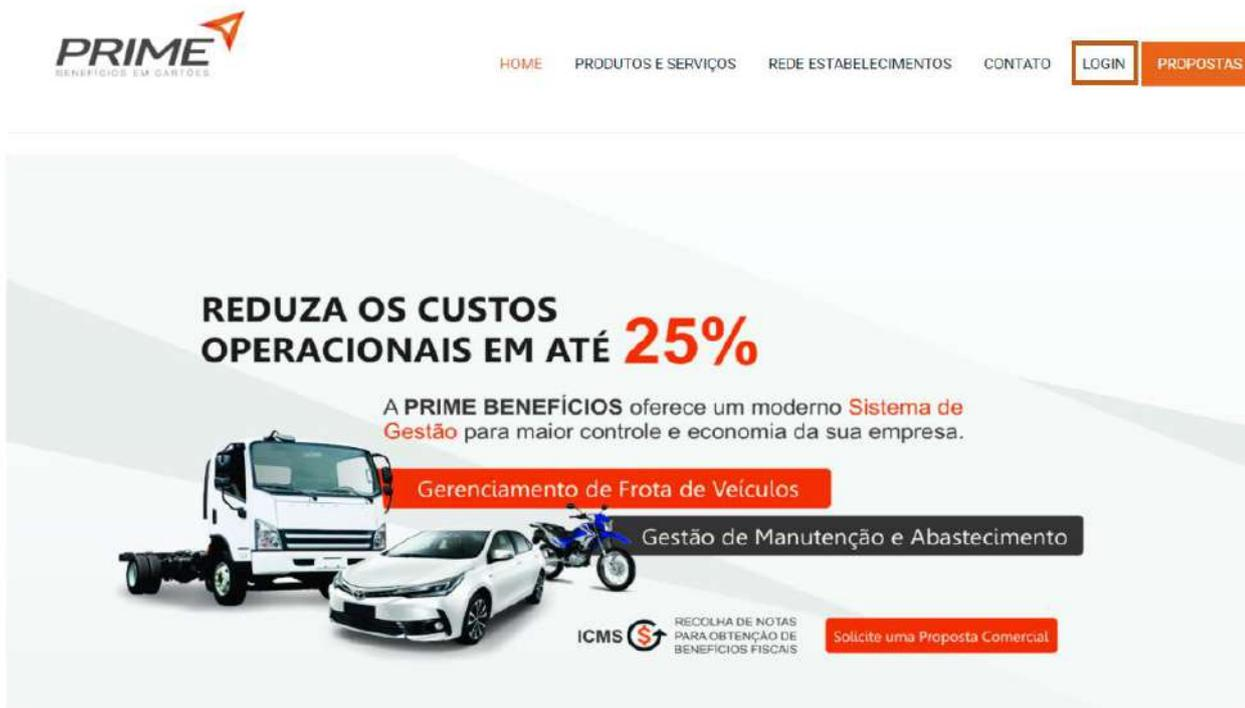 PRIME
BENEFÍCIOS EM CARTÕES
HOME PRODUTOS E SERVIÇOS REDE ESTABELECIMENTOS CONTATO LOGIN PROPOSTAS
REDUZA OS CUSTOS
OPERACIONAIS EM ATÉ 25%
A PRIME BENEFÍCIOS oferece um moderno Sistema de
Gestão para maior controle e economia da sua empresa.
Gerenciamento de Frota de Veículos
Gestão de Manutenção e Abastecimento
ICMS $
RECOLHA DE NOTAS
PARA OBTENÇÃO DE
BENEFÍCIOS FISCAIS
Solicite uma Proposta Comercial